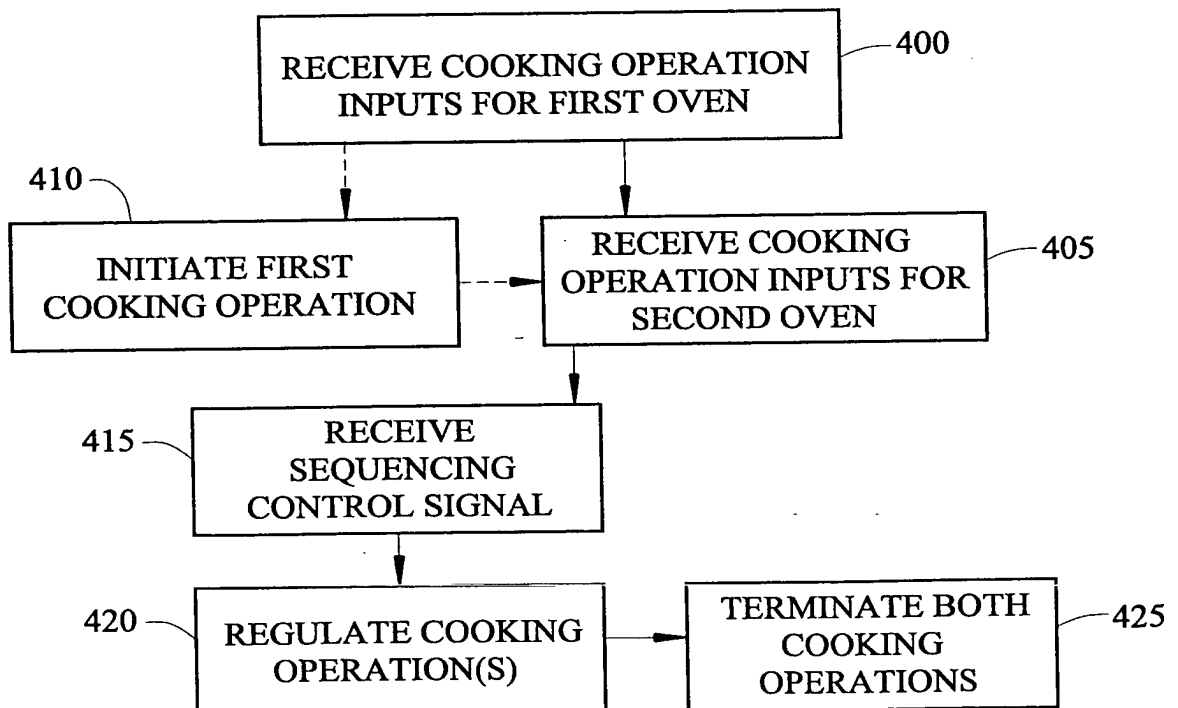 RECEIVE COOKING OPERATION
INPUTS FOR FIRST OVEN
400
410
INITIATE FIRST
COOKING OPERATION
RECEIVE COOKING
OPERATION INPUTS FOR
SECOND OVEN
405
415
RECEIVE
SEQUENCING
CONTROL SIGNAL
420
REGULATE COOKING
OPERATION(S)
TERMINATE BOTH
COOKING
OPERATIONS
425